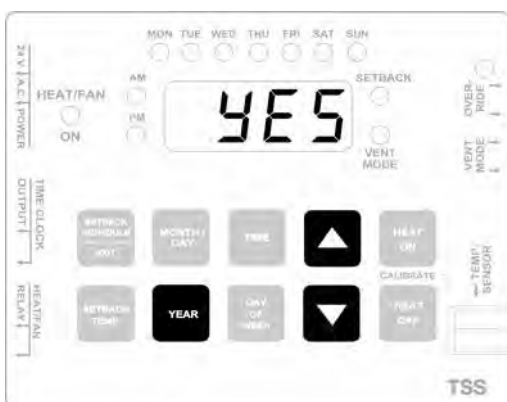 MON TUE WED THU FRI SAT SUN
24 V.
A.C.
POWER
HEAT/FAN
ON
AM
PM
YES
SETBACK
VENT
MODE
OVER-
RIDE
VENT
MODE
TIME CLOCK
OUTPUT
HEAT/FAN
RELAY
SETBACK
SCHEDULE
MONTH /
DAY
TIME
HEAT
ON
CALIBRATE
SETBACK
TEMP
YEAR
DAY
OF
WEEK
HEAT
TEMP.
SENSOR
TSS